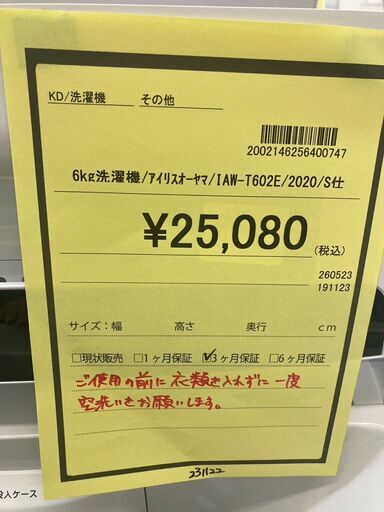 KD/洗濯機 その他
2002146256400747
6kg洗濯機/アイリスオーヤマ/IAW-T602E/2020/S仕
¥25,080(税込)
260523
191123
サイズ:幅 高さ 奥行 cm
□現状販売 □1ヶ月保証 ☑3ヶ月保証 □6ヶ月保証
ご使用の前に衣類を入れずに一度
空洗いをお願いします。
231122
投入ケース